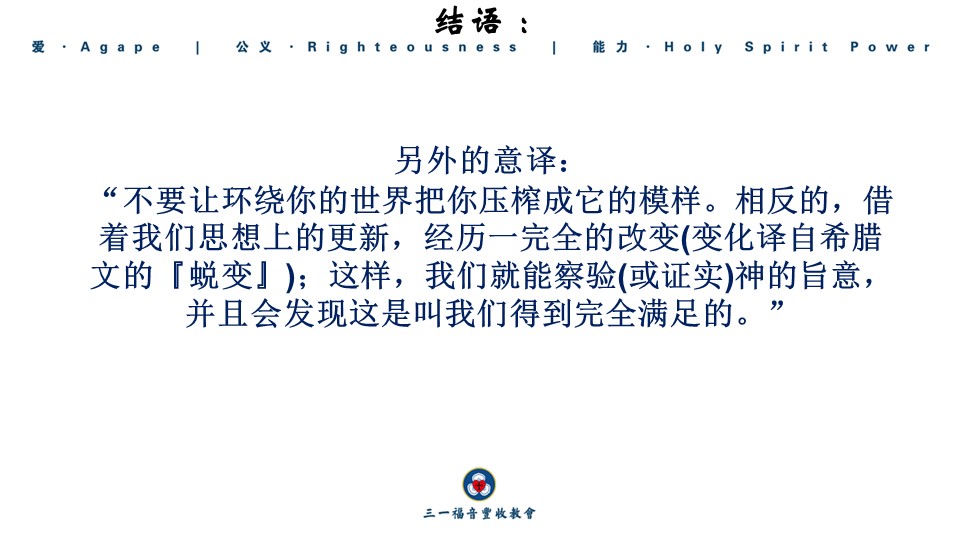 结语：
爱·Agape | 公义·Righteousness | 能力·Holy Spirit Power
另外的意译：
“不要让环绕你的世界把你压榨成它的模样。相反的，借
着我们思想上的更新，经历一完全的改变(变化译自希腊
文的『蜕变』)；这样，我们就能察验(或证实)神的旨意，
并且会发现这是叫我们得到完全满足的。”
三一福音豐收教會